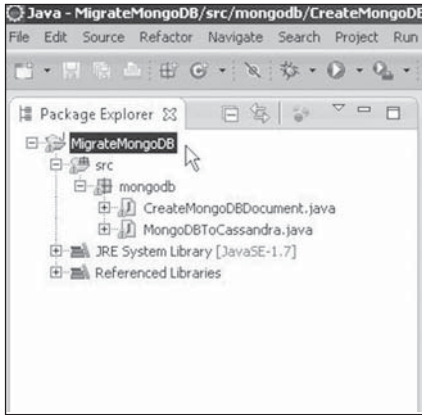 Java - MigrateMongoDB/src/mongodb/CreateMongoDB
File Edit Source Refactor Navigate Search Project Run
Package Explorer
MigrateMongoDB
src
mongodb
CreateMongoDBDocument.java
MongoDBToCassandra.java
JRE System Library [JavaSE-1.7]
Referenced Libraries